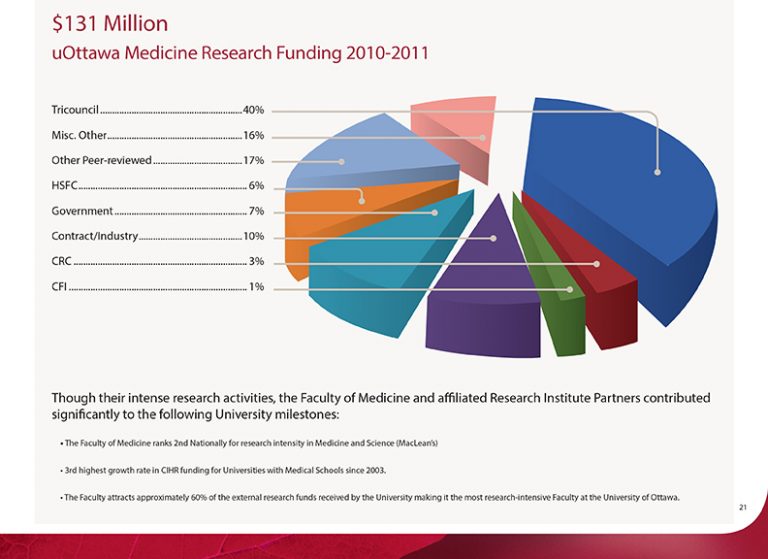 $131 Million
uOttawa Medicine Research Funding 2010-2011
Tricouncil ........................................................ 40%
Misc. Other..................................................... 16%
Other Peer-reviewed ................................... 17%
HSFC................................................................. 6%
Government .................................................... 7%
Contract/Industry......................................... 10%
CRC .................................................................. 3%
CFI .................................................................... 1%
Though their intense research activities, the Faculty of Medicine and affiliated Research Institute Partners contributed
significantly to the following University milestones:
• The Faculty of Medicine ranks 2nd Nationally for research intensity in Medicine and Science (MacLean's)
• 3rd highest growth rate in CIHR funding for Universities with Medical Schools since 2003.
• The Faculty attracts approximately 60% of the external research funds received by the University making it the most research-intensive Faculty at the University of Ottawa.
21